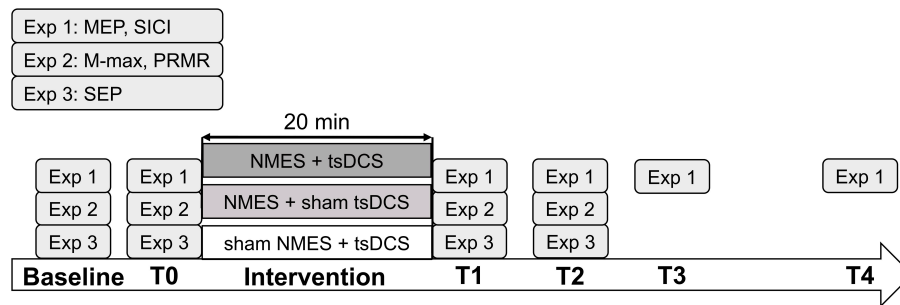 Exp 1: MEP, SICI
Exp 2: M-max, PRMR
Exp 3: SEP
20 min
NMES + tsDCS
Exp 1 Exp 1 Exp 1 Exp 1 Exp 1 Exp 1
NMES + sham tsDCS
Exp 2 Exp 2 Exp 2 Exp 2
Exp 3 Exp 3 sham NMES + tsDCS Exp 3 Exp 3
Baseline T0 Intervention T1 T2 T3 T4